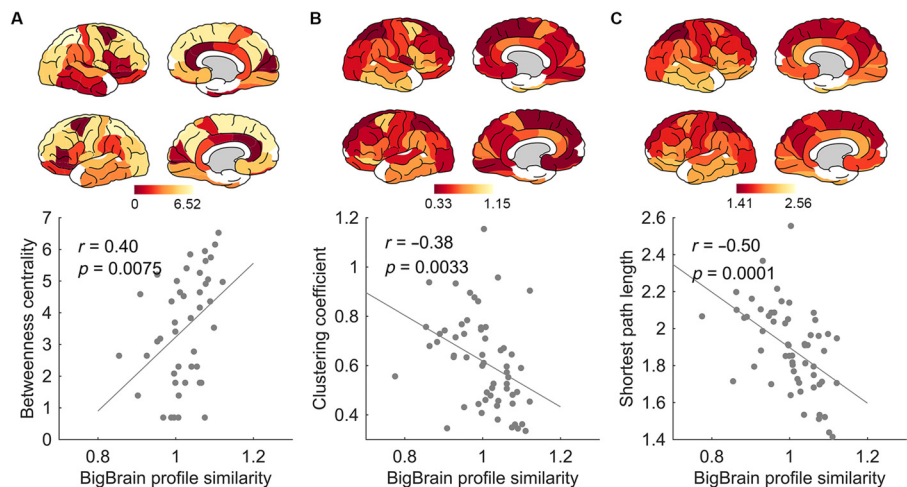 A
B
C
0 6.52
0.33 1.15
1.41 2.56
7
6
5
4
3
2
1
0
Betweenness centrality
r = 0.40
p = 0.0075
0.8 1 1.2
BigBrain profile similarity
1.2
1
0.8
0.6
0.4
Clustering coefficient
r = –0.38
p = 0.0033
0.8 1 1.2
BigBrain profile similarity
2.6
2.4
2.2
2
1.8
1.6
1.4
Shortest path length
r = –0.50
p = 0.0001
0.8 1 1.2
BigBrain profile similarity